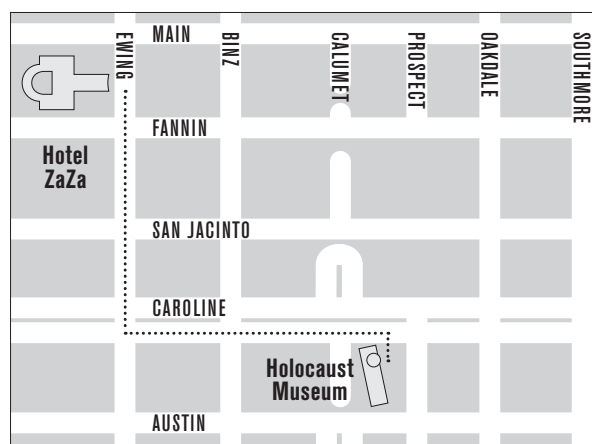 MAIN
EWING
BINZ
CALUMET
PROSPECT
OAKDALE
SOUTHMORE
FANNIN
Hotel
ZaZa
SAN JACINTO
CAROLINE
Holocaust
Museum
AUSTIN